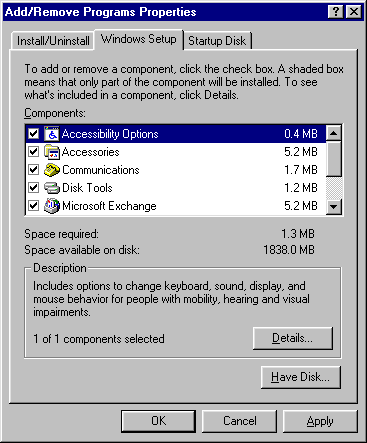 Add/Remove Programs Properties
Install/Uninstall Windows Setup Startup Disk
To add or remove a component, click the check box. A shaded box
means that only part of the component will be installed. To see
what's included in a component, click Details.
Components:
Accessibility Options 0.4 MB
Accessories 5.2 MB
Communications 1.7 MB
Disk Tools 1.2 MB
Microsoft Exchange 5.2 MB
Space required: 1.3 MB
Space available on disk: 1838.0 MB
Description
Includes options to change keyboard, sound, display, and
mouse behavior for people with mobility, hearing and visual
impairments.
1 of 1 components selected Details...
Have Disk...
OK Cancel Apply